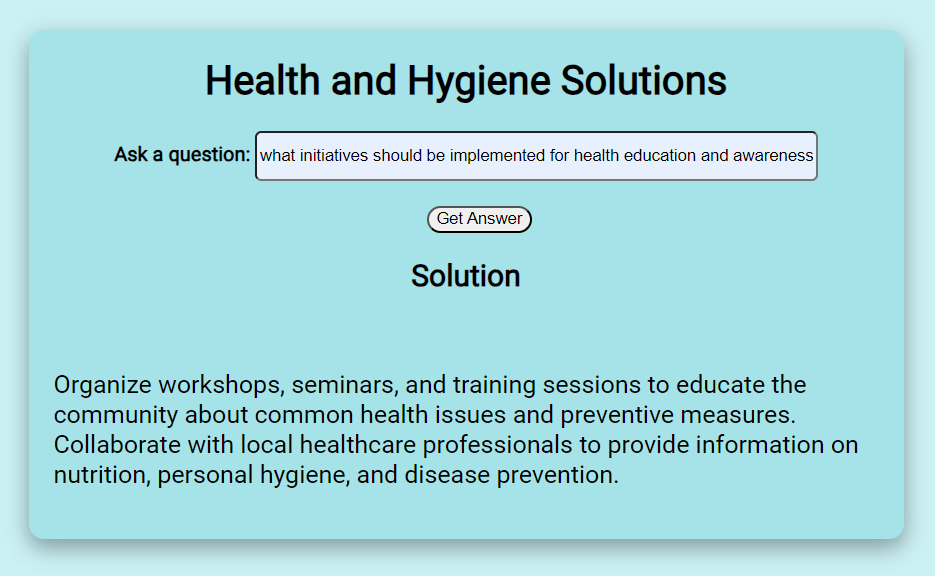 Health and Hygiene Solutions
Ask a question: what initiatives should be implemented for health education and awareness
Get Answer
Solution
Organize workshops, seminars, and training sessions to educate the
community about common health issues and preventive measures.
Collaborate with local healthcare professionals to provide information on
nutrition, personal hygiene, and disease prevention.